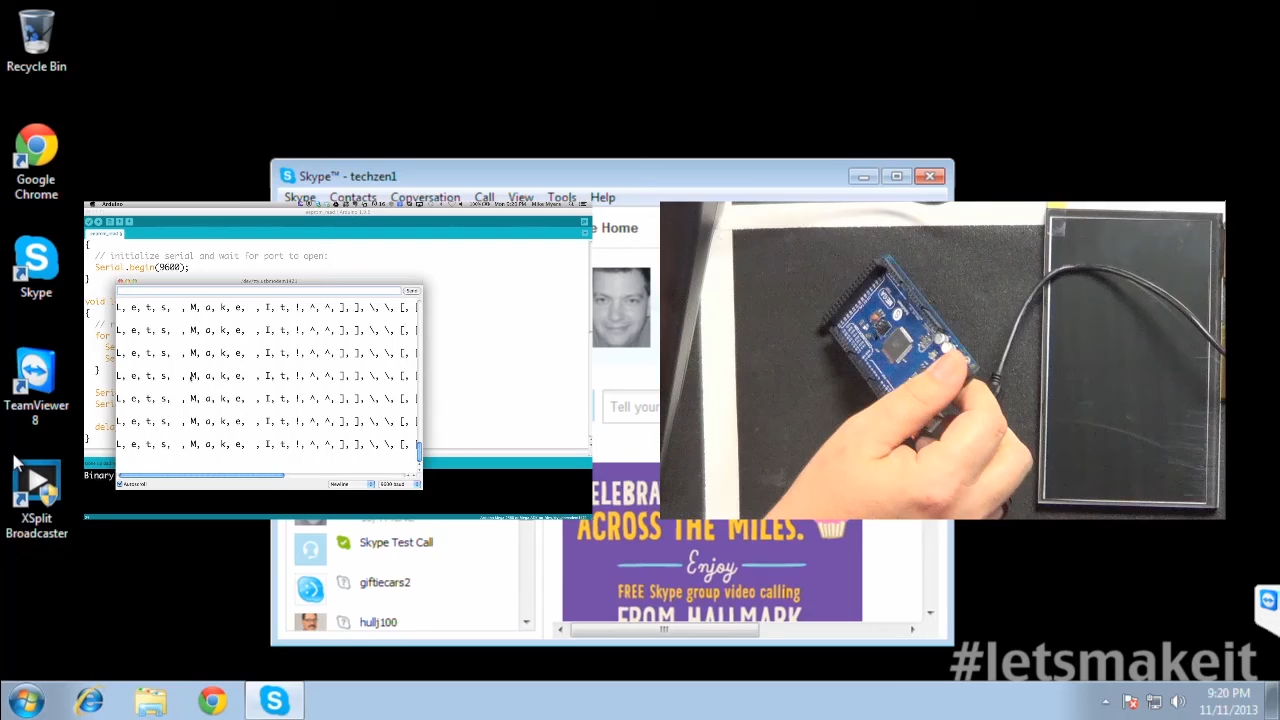 Recycle Bin
Google
Chrome
Skype
TeamViewer
8
XSplit
Broadcaster
Skype™ - techzen1
Skype Contacts Conversation Call View Tools Help
Arduino
{
// initialize serial and wait for port to open:
Serial.begin(9600);
}
{
for
}
L, e, t, s, , M, a, k, e, , I, t, !, ^, ^, ], ], \, \, [,
L, e, t, s, , M, a, k, e, , I, t, !, ^, ^, ], ], \, \, [,
L, e, t, s, , M, a, k, e, , I, t, !, ^, ^, ], ], \, \, [,
L, e, t, s, , M, a, k, e, , I, t, !, ^, ^, ], ], \, \, [,
L, e, t, s, , M, a, k, e, , I, t, !, ^, ^, ], ], \, \, [,
L, e, t, s, , M, a, k, e, , I, t, !, ^, ^, ], ], \, \, [,
L, e, t, s, , M, a, k, e, , I, t, !, ^, ^, ], ], \, \, [,
Send
}
Binary
Autoscroll
Newline
9600 baud
e Home
Tell your
CELEBRA
ACROSS THE MILES.
Enjoy
FREE Skype group video calling
FROM HALLMARK
Skype Test Call
giftiecars2
hullj100
#letsmakeit
9:20 PM
11/11/2013